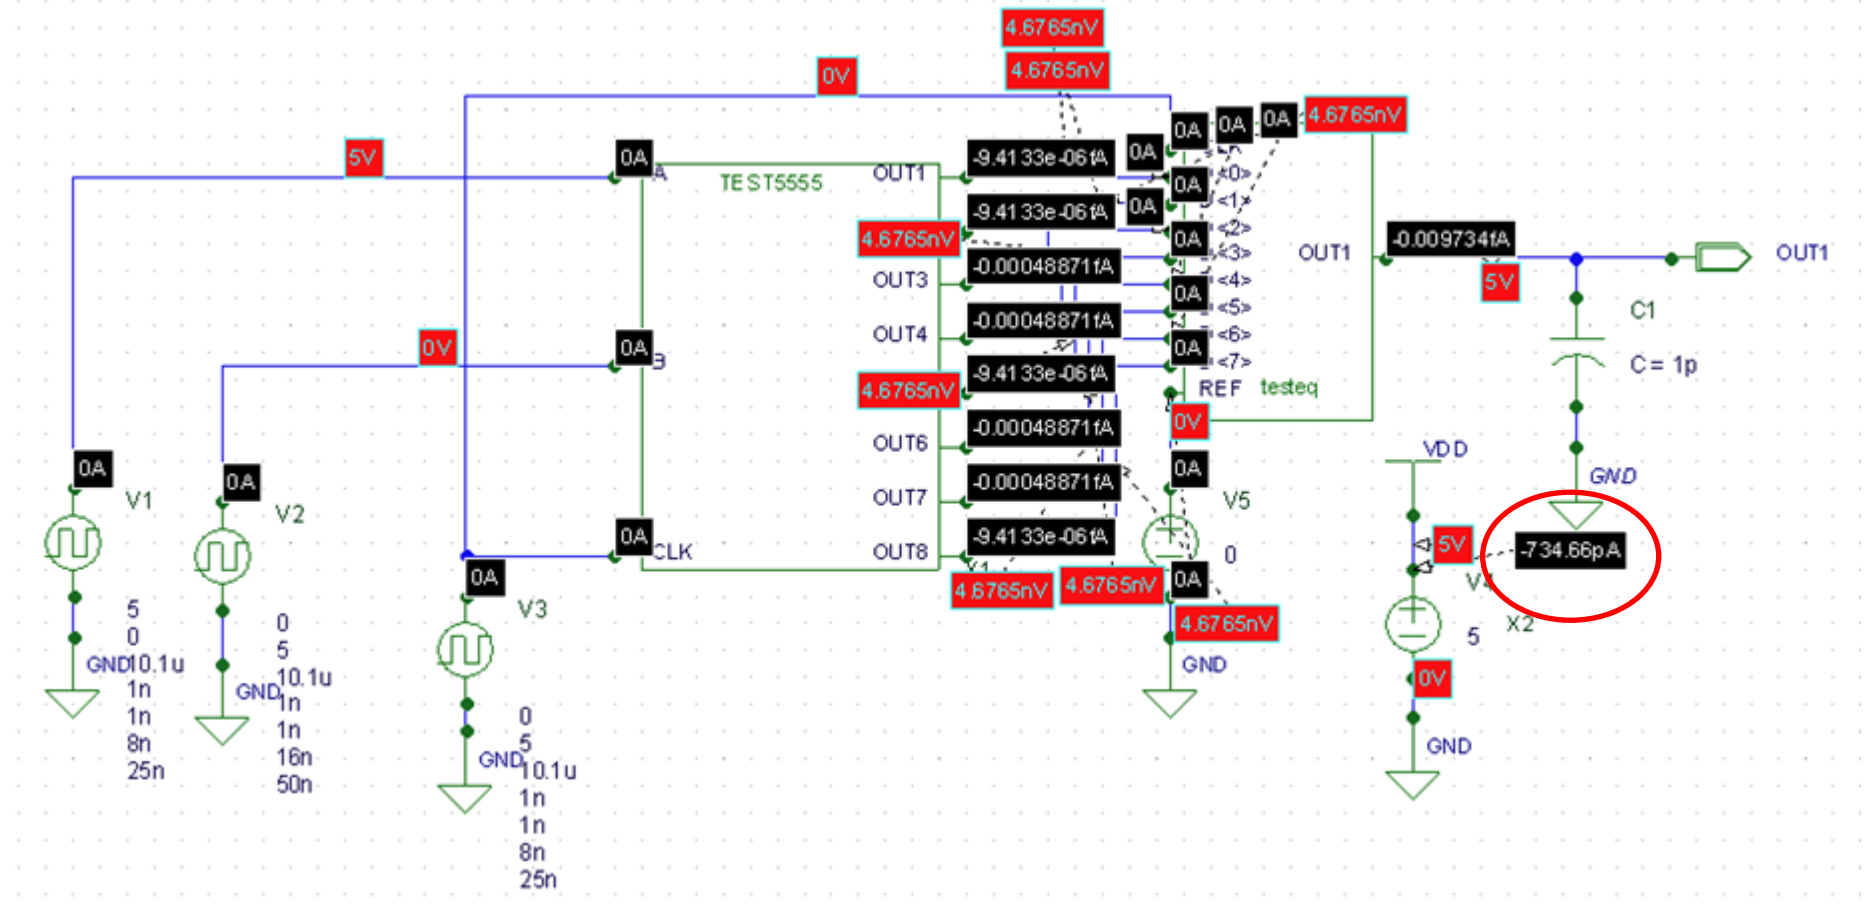 4.6765nV
4.6765nV
0V
4.6765nV
0A
0A
0A
5V
0A
A
TEST5555
OUT1
-9.4133e-06fA
0A
<0>
0A
<1>
-9.4133e-06fA
0A
<2>
4.6765nV
0A
<3>
OUT1
-0.009734fA
OUT1
5V
OUT3
-0.00048871fA
<4>
0A
<5>
C1
OUT4
-0.00048871fA
<6>
0V
0A
B
0A
<7>
C = 1p
4.6765nV
-9.4133e-06fA
REF
testeq
0V
OUT6
-0.00048871fA
VDD
0A
V1
0A
V2
0A
GND
OUT7
-0.00048871fA
V5
0A
CLK
OUT8
-9.4133e-06fA
0
5V
-734.66pA
V4
0A
V3
4.6765nV
4.6765nV
0A
4.6765nV
5
X2
5
0
GND
10.1u
1n
1n
8n
25n
0
5
GND
10.1u
1n
1n
16n
50n
GND
0V
GND
0
5
GND
10.1u
1n
1n
8n
25n